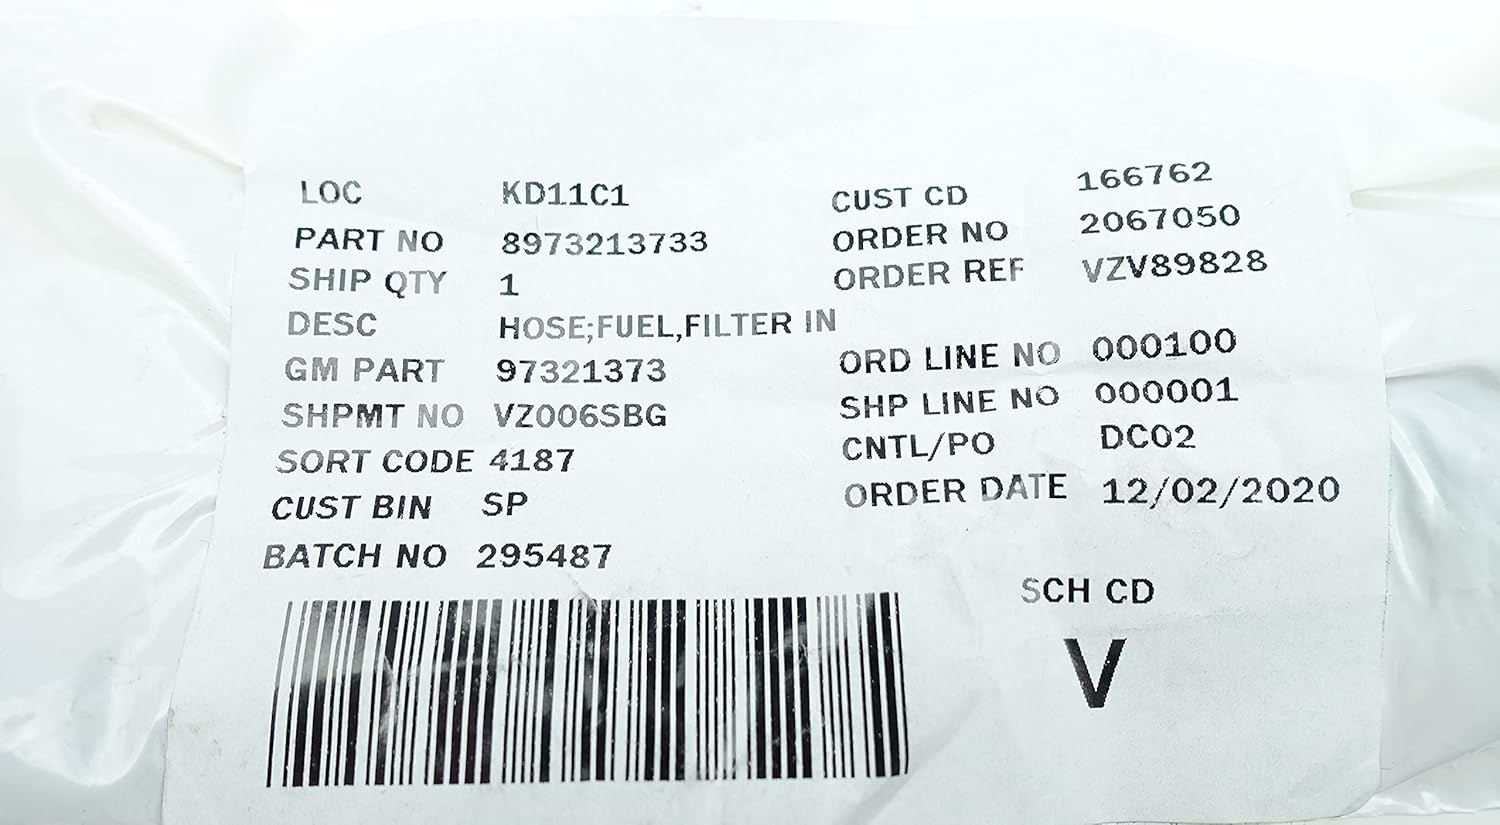 LOC KD11C1 CUST CD 166762
PART NO 8973213733 ORDER NO 2067050
SHIP QTY 1 ORDER REF VZV89828
DESC HOSE;FUEL,FILTER IN
GM PART 97321373 ORD LINE NO 000100
SHPMT NO VZ006SBG SHP LINE NO 000001
SORT CODE 4187 CNTL/PO DC02
CUST BIN SP ORDER DATE 12/02/2020
BATCH NO 295487
SCH CD
V